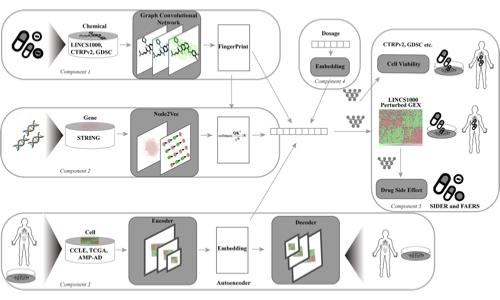 Chemical
LINCS1000,
CTRPv2, GDSC
Graph Convolutional
Network
FingerPrint
Component 1
Dosage
Embedding
Component 4
CTRPv2, GDSC etc.
Cell Viability
LINCS1000
Perturbed GEX
Drug Side Effect
Component 5
SIDER and FAERS
Gene
STRING
Node2Vec
Component 2
Cell
CCLE, TCGA,
AMP-AD
Encoder
Embedding
Autoencoder
Decoder
Component 3